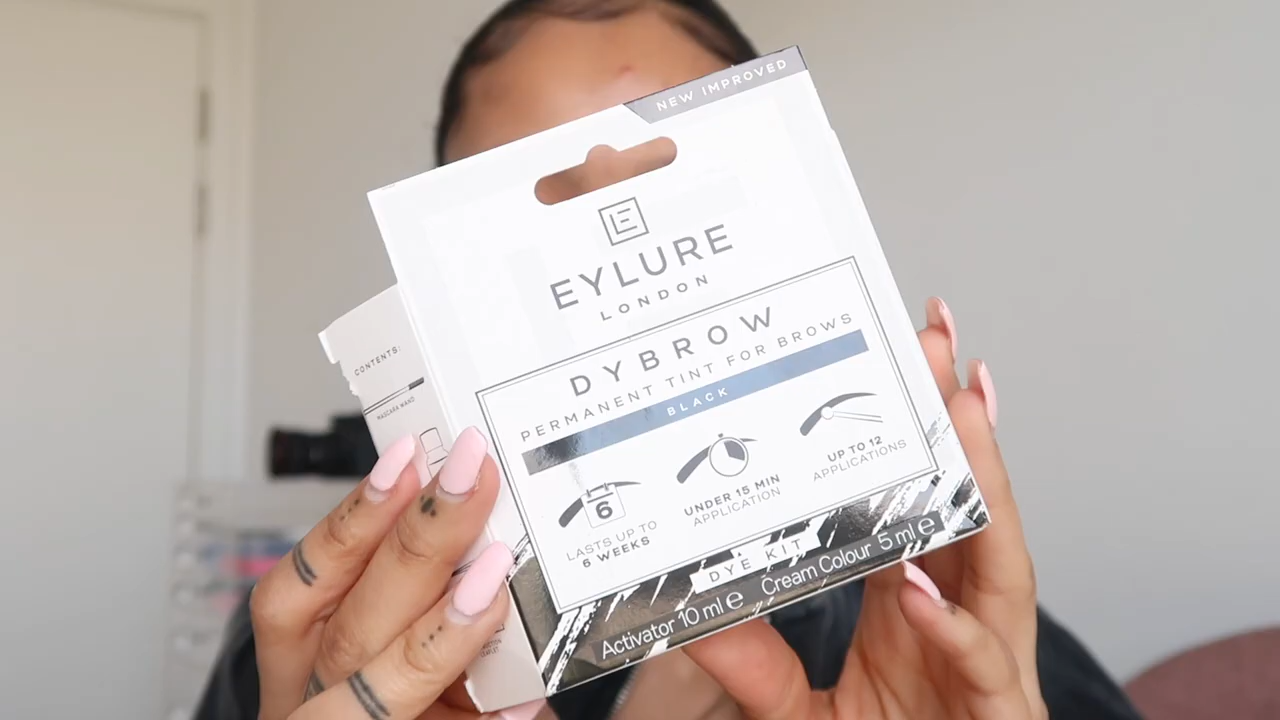 NEW IMPROVED
E
EYLURE
LONDON
DYBROW
PERMANENT TINT FOR BROWS
BLACK
6
LASTS UP TO
6 WEEKS
UNDER 15 MIN
APPLICATION
UP TO 12
APPLICATIONS
DYE KIT
Activator 10 ml e Cream Colour 5 ml e
CONTENTS:
MASCARA WAND
LEAFLET